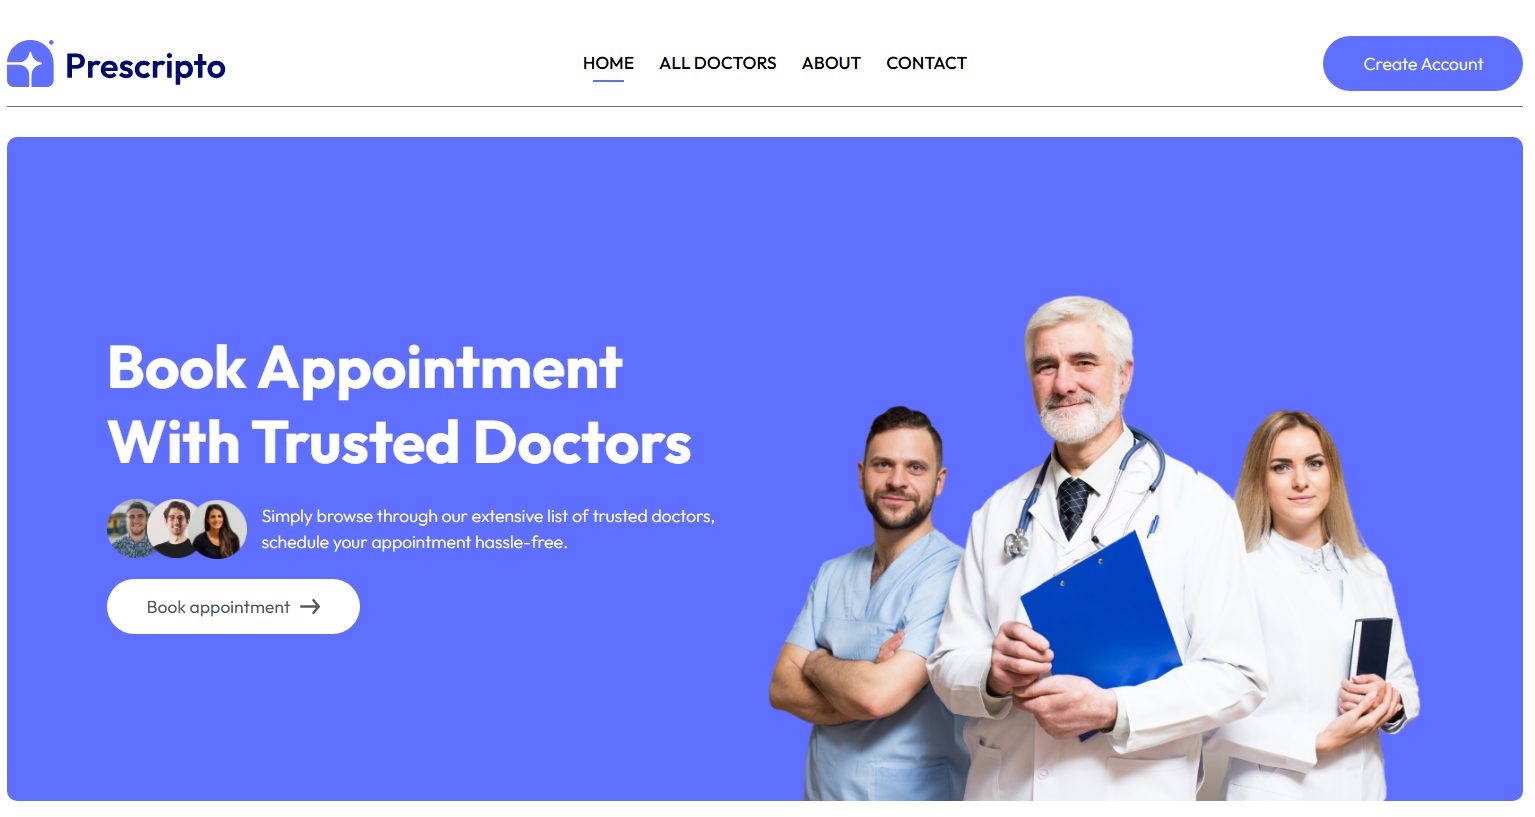 Prescripto
HOME
ALL DOCTORS
ABOUT
CONTACT
Create Account
Book Appointment
With Trusted Doctors
Simply browse through our extensive list of trusted doctors,
schedule your appointment hassle-free.
Book appointment